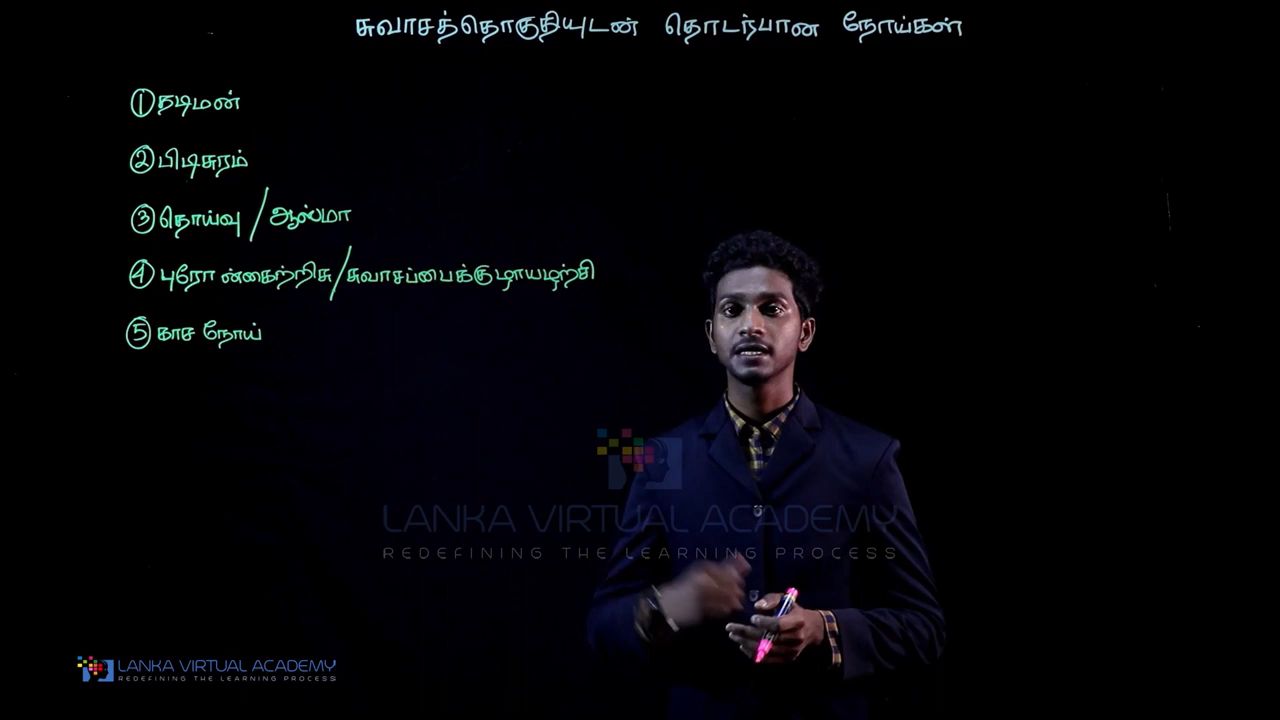 சுவாசத்தொகுதியுடன் தொடர்பான நோய்கள்
① தடிமன்
② பிடிசுரம்
③ தொய்வு / ஆஸ்மா
④ புரோன்கைற்றிசு / சுவாசப்பைக்குழாயழற்சி
⑤ காச நோய்
LANKA VIRTUAL ACADEMY
REDEFINING THE LEARNING PROCESS
LANKA VIRTUAL ACADEMY
REDEFINING THE LEARNING PROCESS